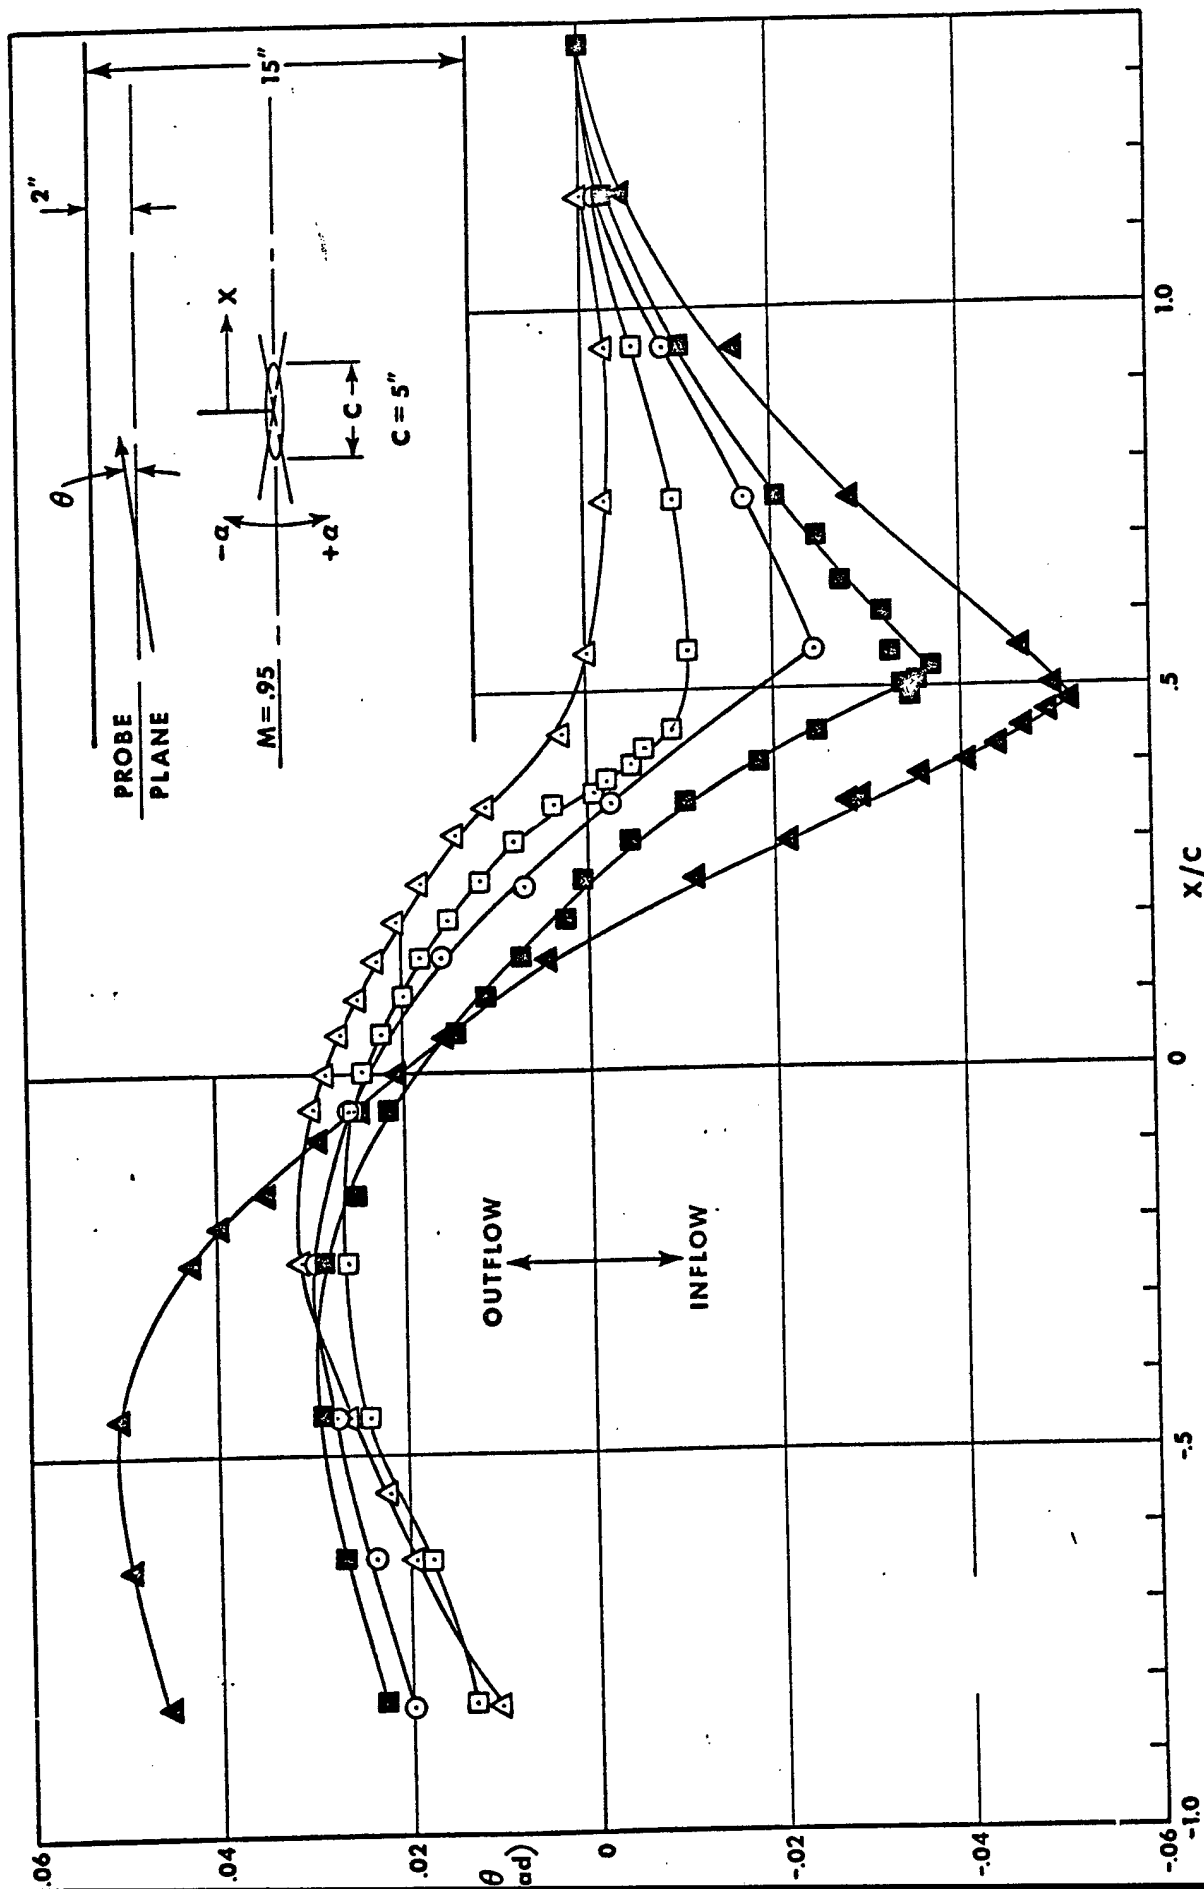 .06
.04
.02
0
-.02
-.04
-.06
θ
ad)
-1.0
-.5
0
.5
1.0
X/C
OUTFLOW
INFLOW
PROBE
PLANE
θ
2"
15"
M=.95
-α
+α
X
C
C=5"